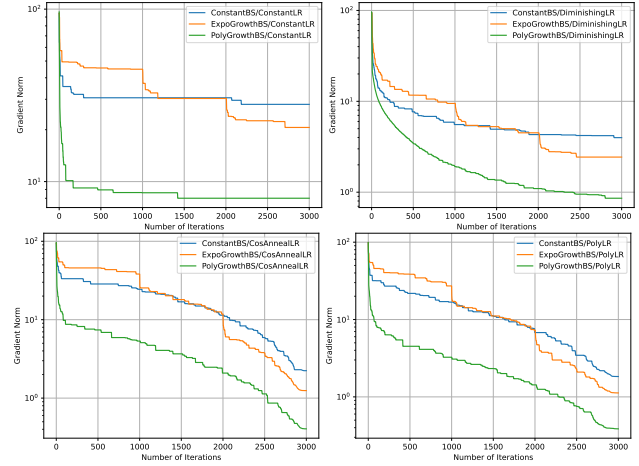 ConstantBS/ConstantLR
ExpoGrowthBS/ConstantLR
PolyGrowthBS/ConstantLR
Gradient Norm
10²
10¹
0 500 1000 1500 2000 2500 3000
Number of Iterations
ConstantBS/DiminishingLR
ExpoGrowthBS/DiminishingLR
PolyGrowthBS/DiminishingLR
Gradient Norm
10²
10¹
10⁰
0 500 1000 1500 2000 2500 3000
Number of Iterations
ConstantBS/CosAnnealLR
ExpoGrowthBS/CosAnnealLR
PolyGrowthBS/CosAnnealLR
Gradient Norm
10²
10¹
10⁰
0 500 1000 1500 2000 2500 3000
Number of Iterations
ConstantBS/PolyLR
ExpoGrowthBS/PolyLR
PolyGrowthBS/PolyLR
Gradient Norm
10²
10¹
10⁰
0 500 1000 1500 2000 2500 3000
Number of Iterations